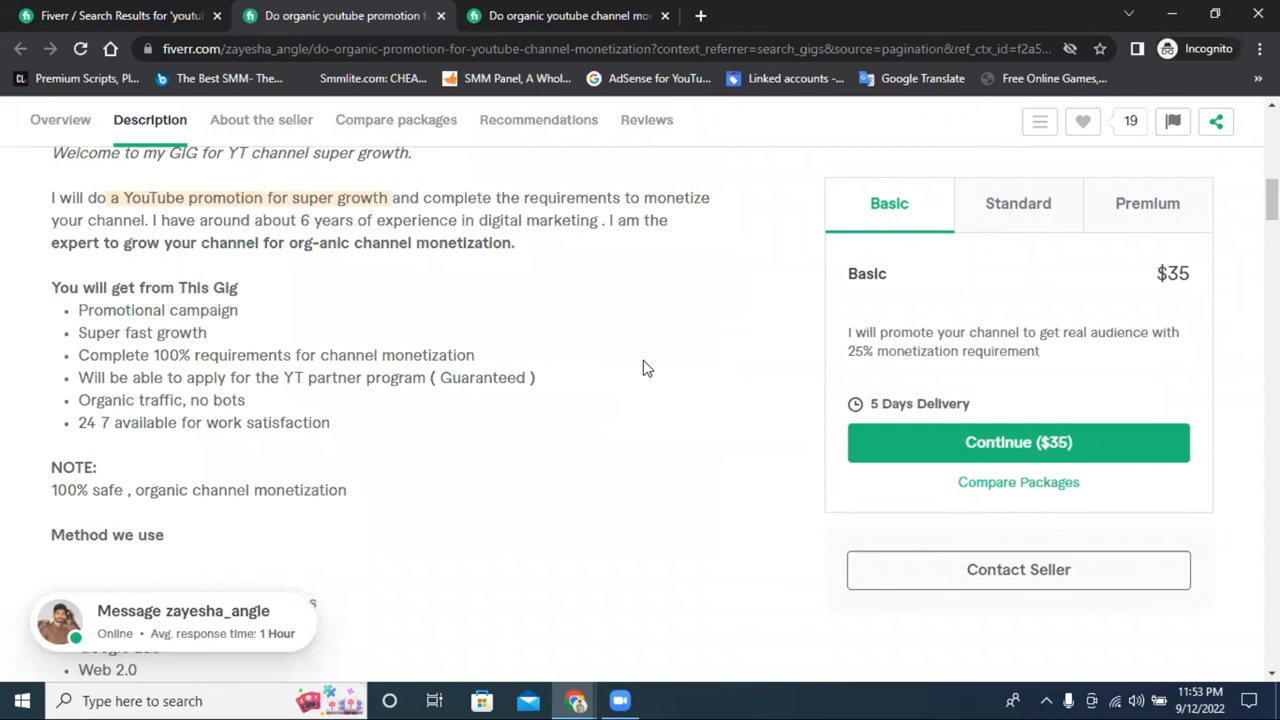 Fiverr / Search Results for 'youtu
Do organic youtube promotion f
Do organic youtube channel mo
fiverr.com/zayesha_angle/do-organic-promotion-for-youtube-channel-monetization?context_referrer=search_gigs&source=pagination&ref_ctx_id=f2a5...
Incognito
Premium Scripts, Pl...
The Best SMM- The...
Smmlite.com: CHEA...
SMM Panel, A Whol...
AdSense for YouTu...
Linked accounts -...
Google Translate
Free Online Games,...
»
Overview
Description
About the seller
Compare packages
Recommendations
Reviews
19
Welcome to my GIG for YT channel super growth.
I will do a YouTube promotion for super growth and complete the requirements to monetize
your channel. I have around about 6 years of experience in digital marketing . I am the
expert to grow your channel for org-anic channel monetization.
You will get from This Gig
• Promotional campaign
• Super fast growth
• Complete 100% requirements for channel monetization
• Will be able to apply for the YT partner program ( Guaranteed )
• Organic traffic, no bots
• 24 7 available for work satisfaction
NOTE:
100% safe , organic channel monetization
Method we use
Message zayesha_angle
Online • Avg. response time: 1 Hour
• Web 2.0
Basic
Standard
Premium
Basic
$35
I will promote your channel to get real audience with
25% monetization requirement
5 Days Delivery
Continue ($35)
Compare Packages
Contact Seller
Type here to search
11:53 PM
9/12/2022